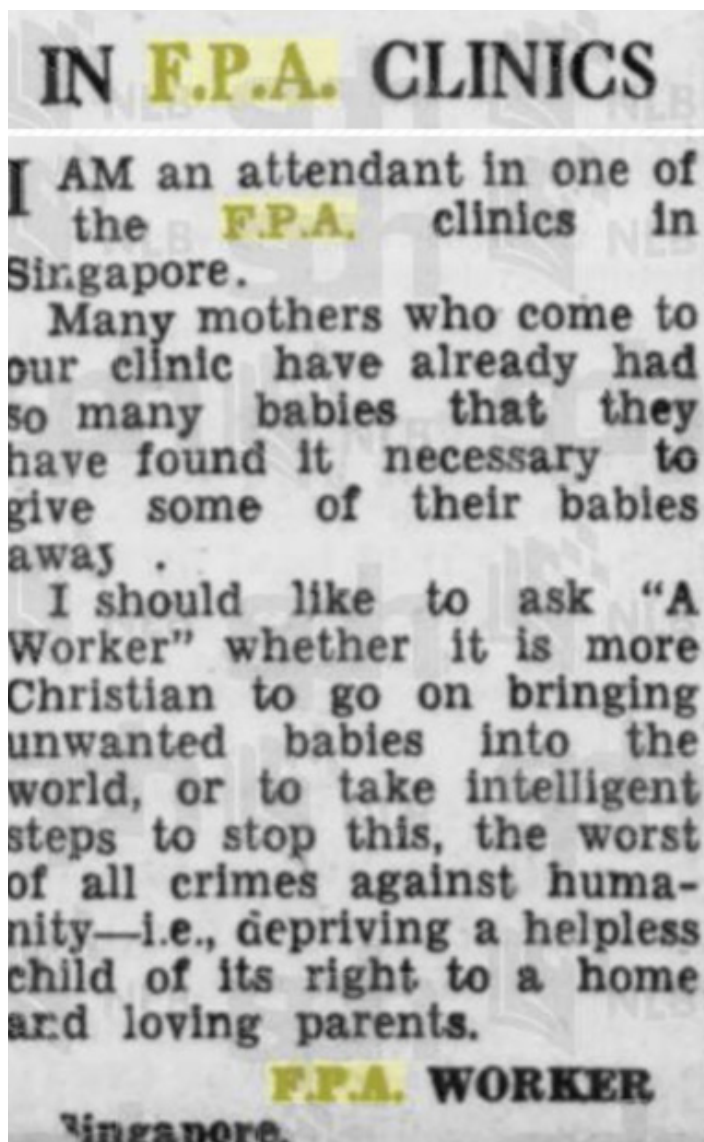 IN F.P.A. CLINICS
I AM an attendant in one of
the F.P.A. clinics in
Singapore.
Many mothers who come to
our clinic have already had
so many babies that they
have found it necessary to
give some of their babies
away .
I should like to ask “A
Worker” whether it is more
Christian to go on bringing
unwanted babies into the
world, or to take intelligent
steps to stop this, the worst
of all crimes against huma-
nity—i.e., depriving a helpless
child of its right to a home
and loving parents.
F.P.A. WORKER
Singapore.